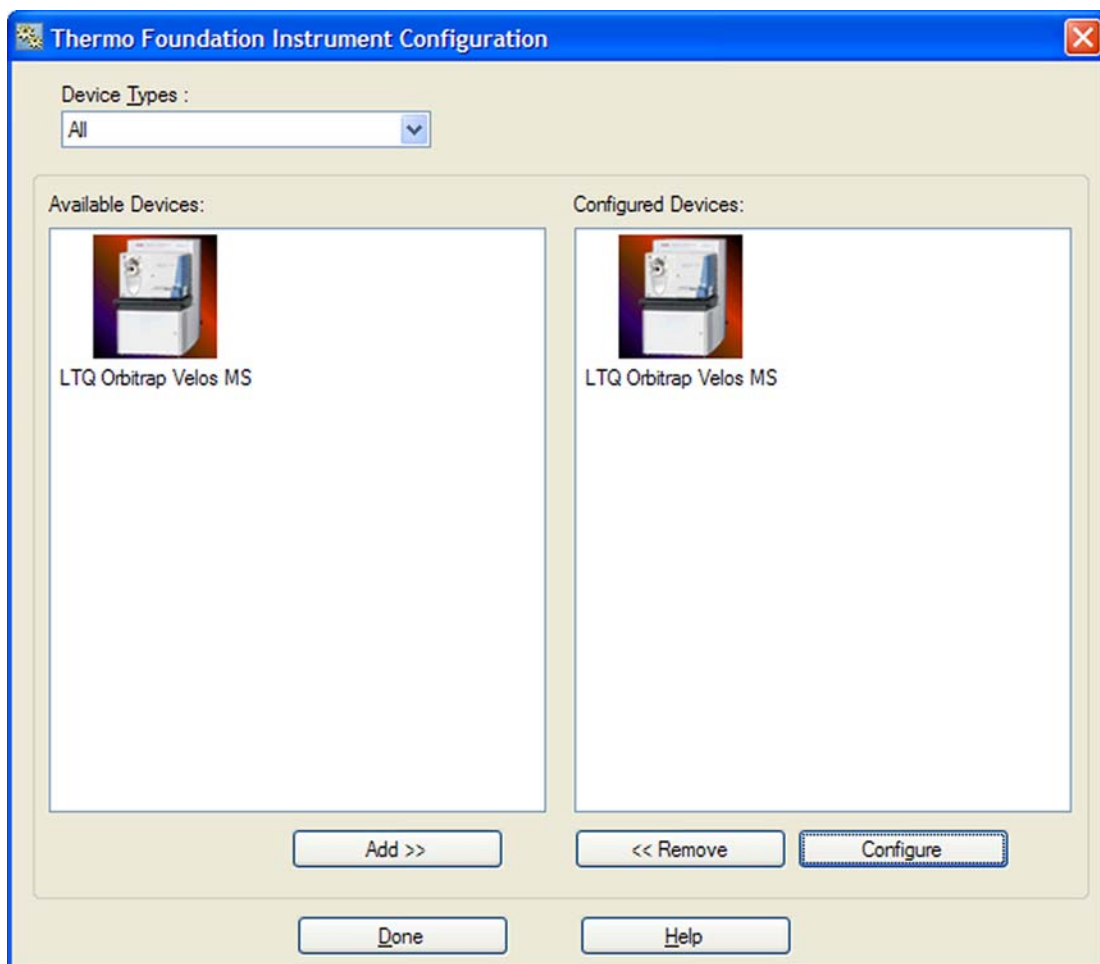 Thermo Foundation Instrument Configuration
Device Types :
All
Available Devices:
Configured Devices:
LTQ Orbitrap Velos MS
LTQ Orbitrap Velos MS
Add >>
<< Remove
Configure
Done
Help